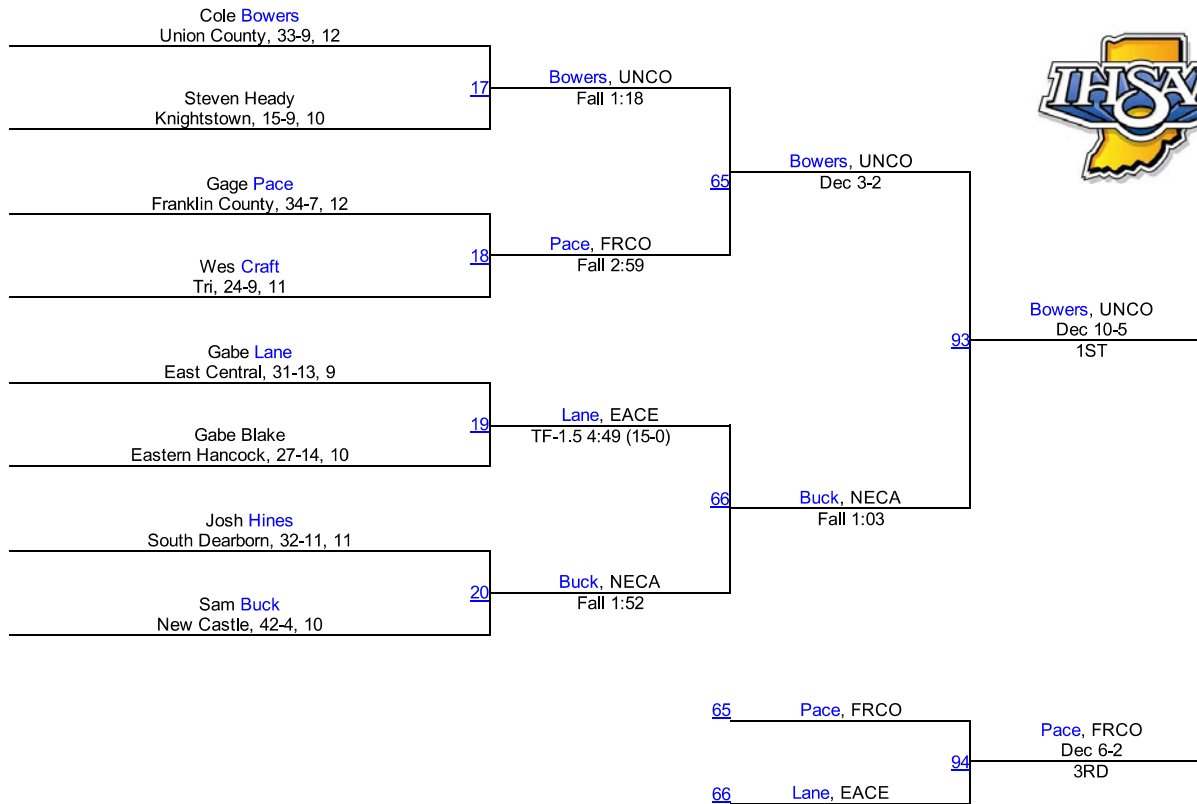 Cole Bowers
Union County, 33-9, 12
17
Bowers, UNCO
Fall 1:18
Steven Heady
Knightstown, 15-9, 10
IHSAA
65
Bowers, UNCO
Dec 3-2
Gage Pace
Franklin County, 34-7, 12
18
Pace, FRCO
Fall 2:59
Wes Craft
Tri, 24-9, 11
93
Bowers, UNCO
Dec 10-5
1ST
Gabe Lane
East Central, 31-13, 9
19
Lane, EACE
TF-1.5 4:49 (15-0)
Gabe Blake
Eastern Hancock, 27-14, 10
66
Buck, NECA
Fall 1:03
Josh Hines
South Dearborn, 32-11, 11
20
Buck, NECA
Fall 1:52
Sam Buck
New Castle, 42-4, 10
65
Pace, FRCO
94
Pace, FRCO
Dec 6-2
3RD
66
Lane, EACE